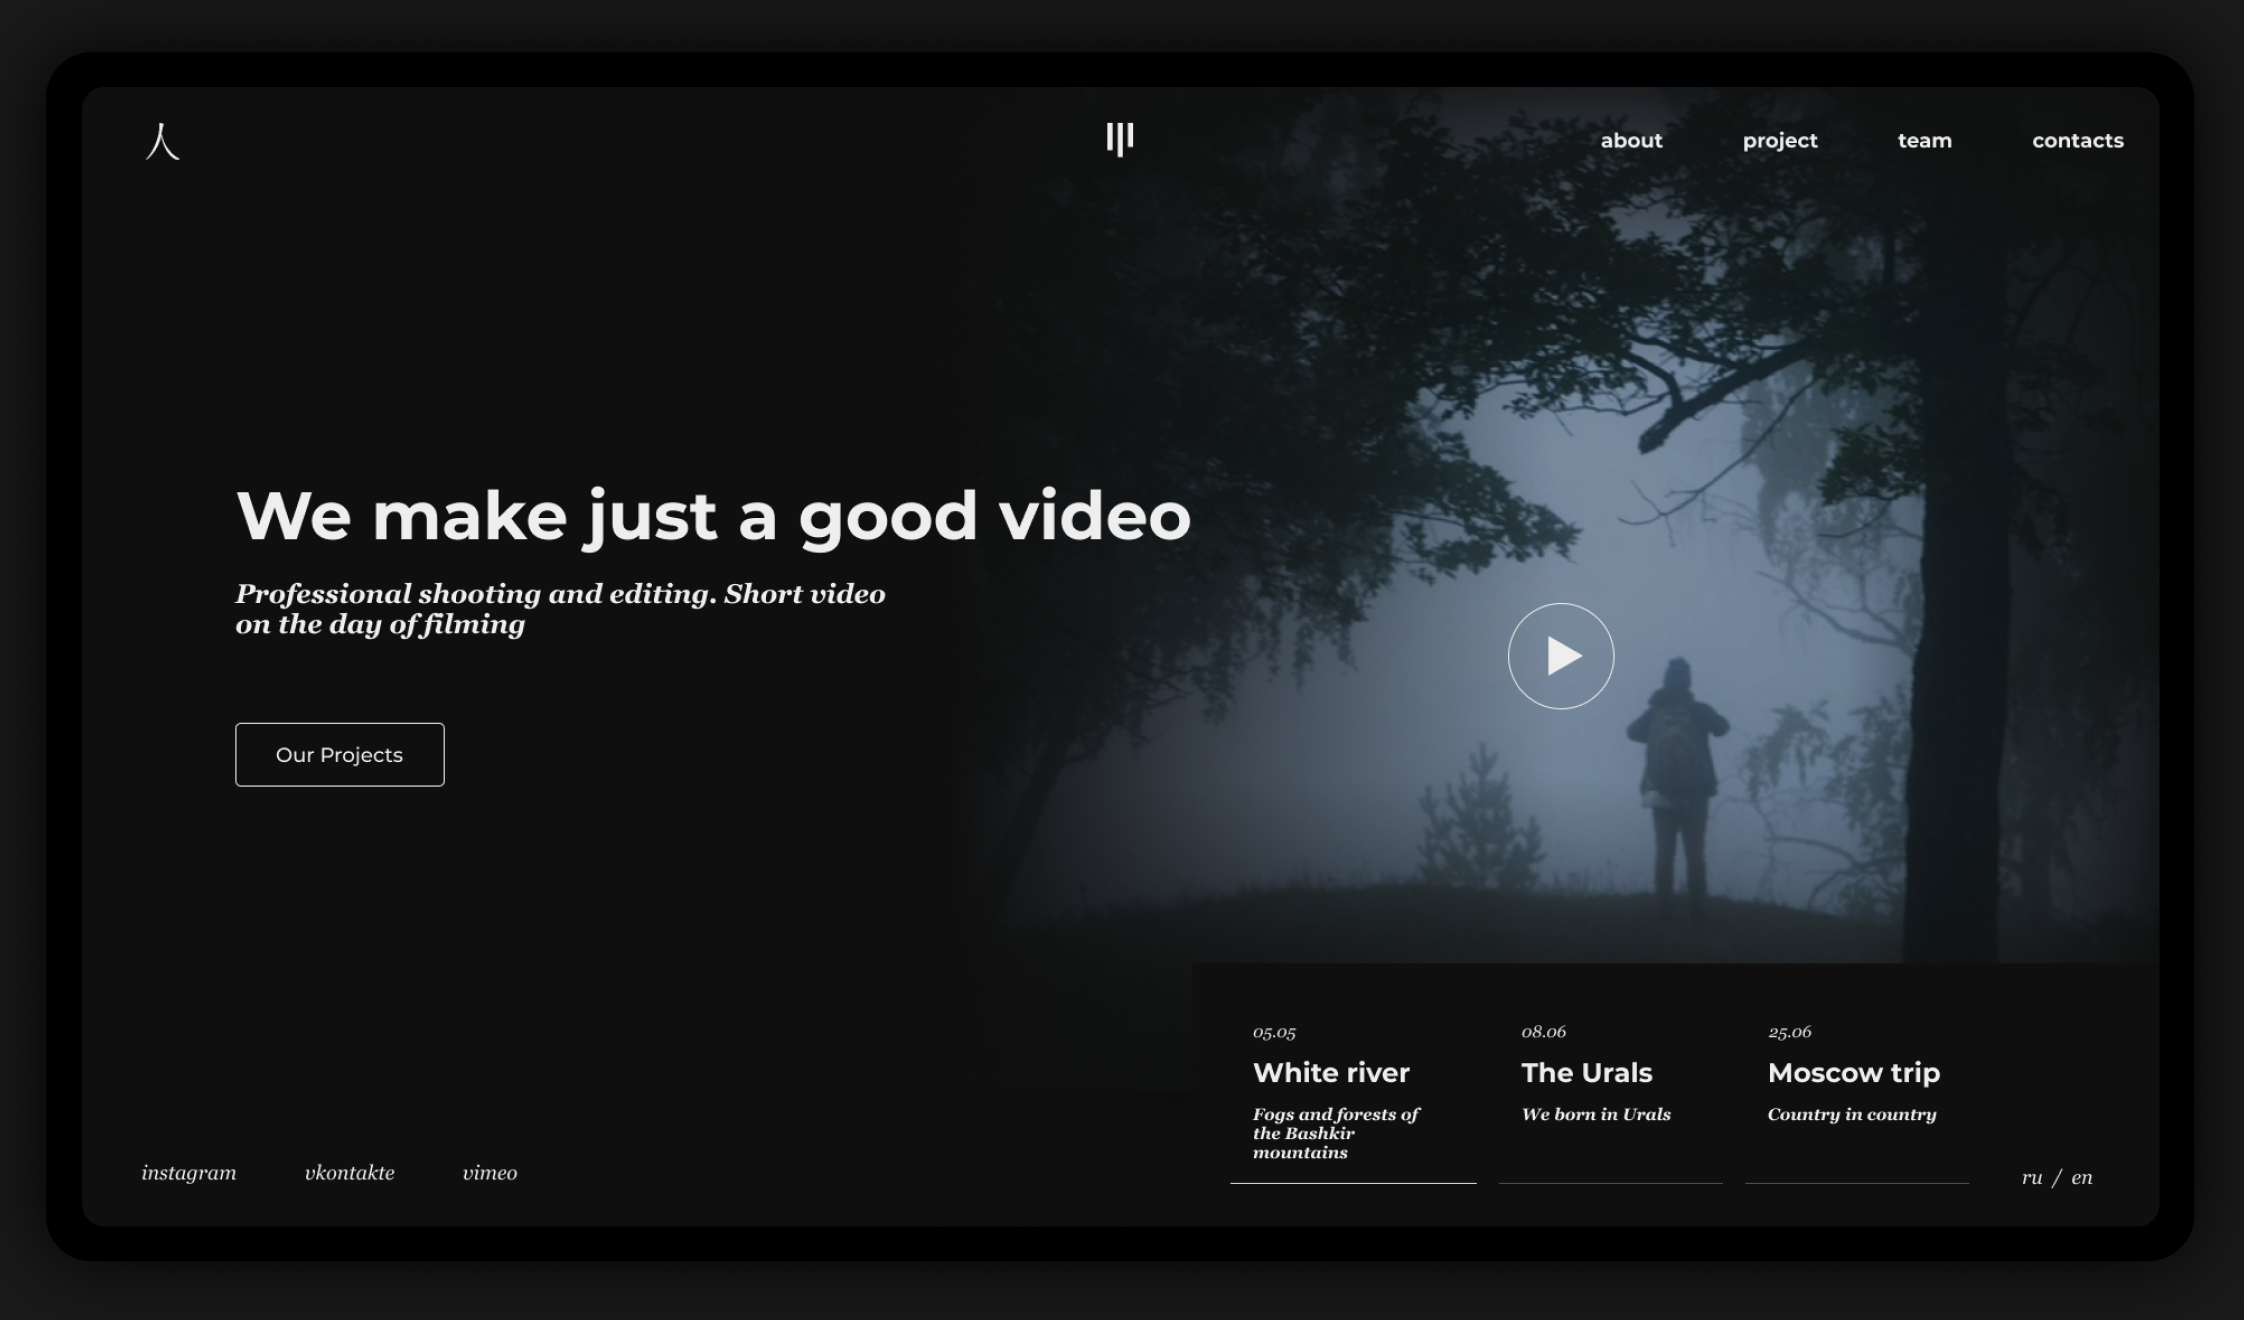 人
about
project
team
contacts
We make just a good video
Professional shooting and editing. Short video
on the day of filming
Our Projects
05.05
White river
Fogs and forests of
the Bashkir
mountains
08.06
The Urals
We born in Urals
25.06
Moscow trip
Country in country
instagram
vkontakte
vimeo
ru / en